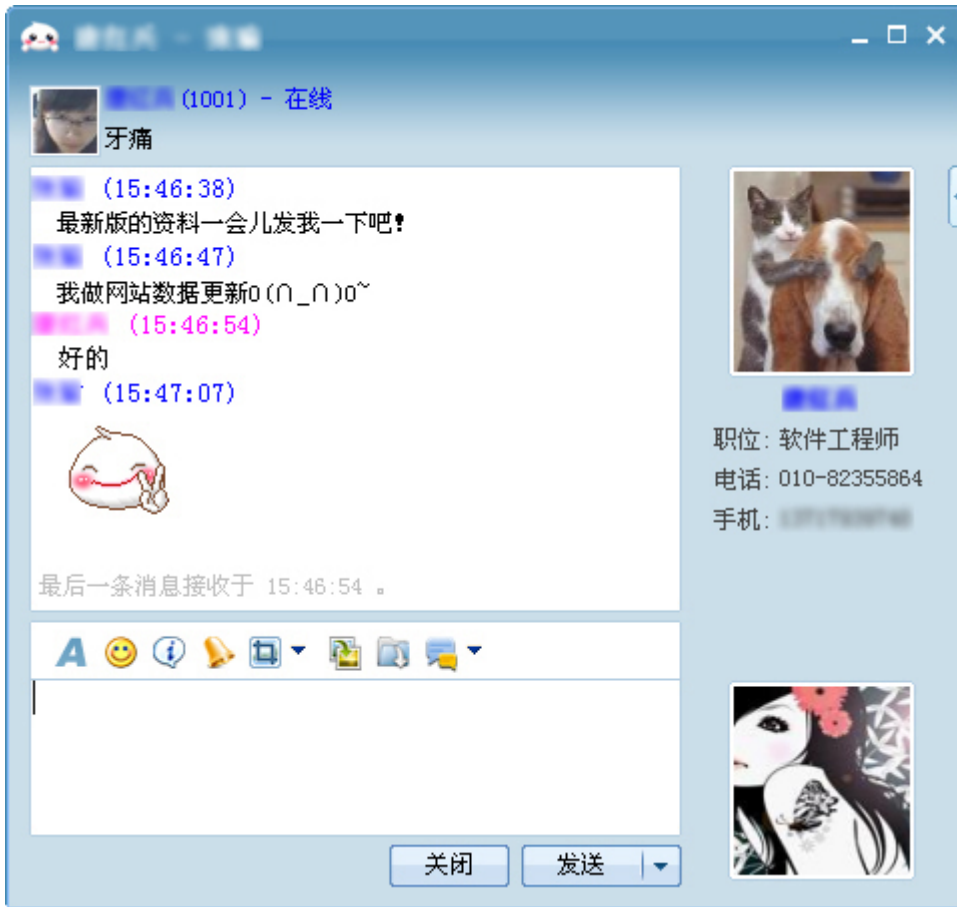 (1001) - 在线
牙痛
(15:46:38)
最新版的资料一会儿发我一下吧!
(15:46:47)
我做网站数据更新O(∩_∩)O~
(15:46:54)
好的
(15:47:07)
最后一条消息接收于 15:46:54 。
职位: 软件工程师
电话: 010-82355864
手机:
A
关闭
发送